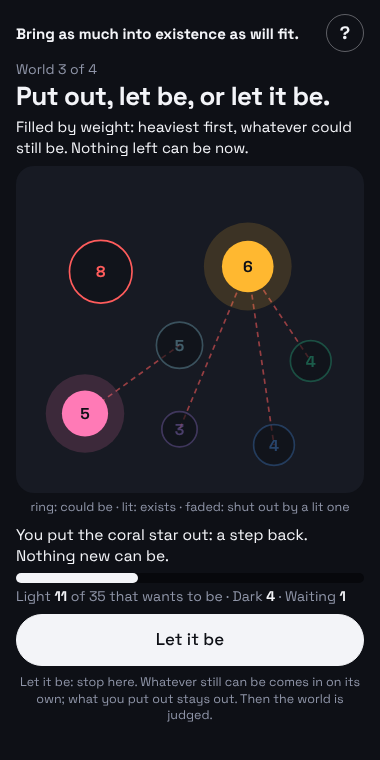 Bring as much into existence as will fit.
?
World 3 of 4
Put out, let be, or let it be.
Filled by weight: heaviest first, whatever could
still be. Nothing left can be now.
8
6
5
4
5
3
4
ring: could be · lit: exists · faded: shut out by a lit one
You put the coral star out: a step back.
Nothing new can be.
Light 11 of 35 that wants to be · Dark 4 · Waiting 1
Let it be
Let it be: stop here. Whatever still can be comes in on its
own; what you put out stays out. Then the world is
judged.